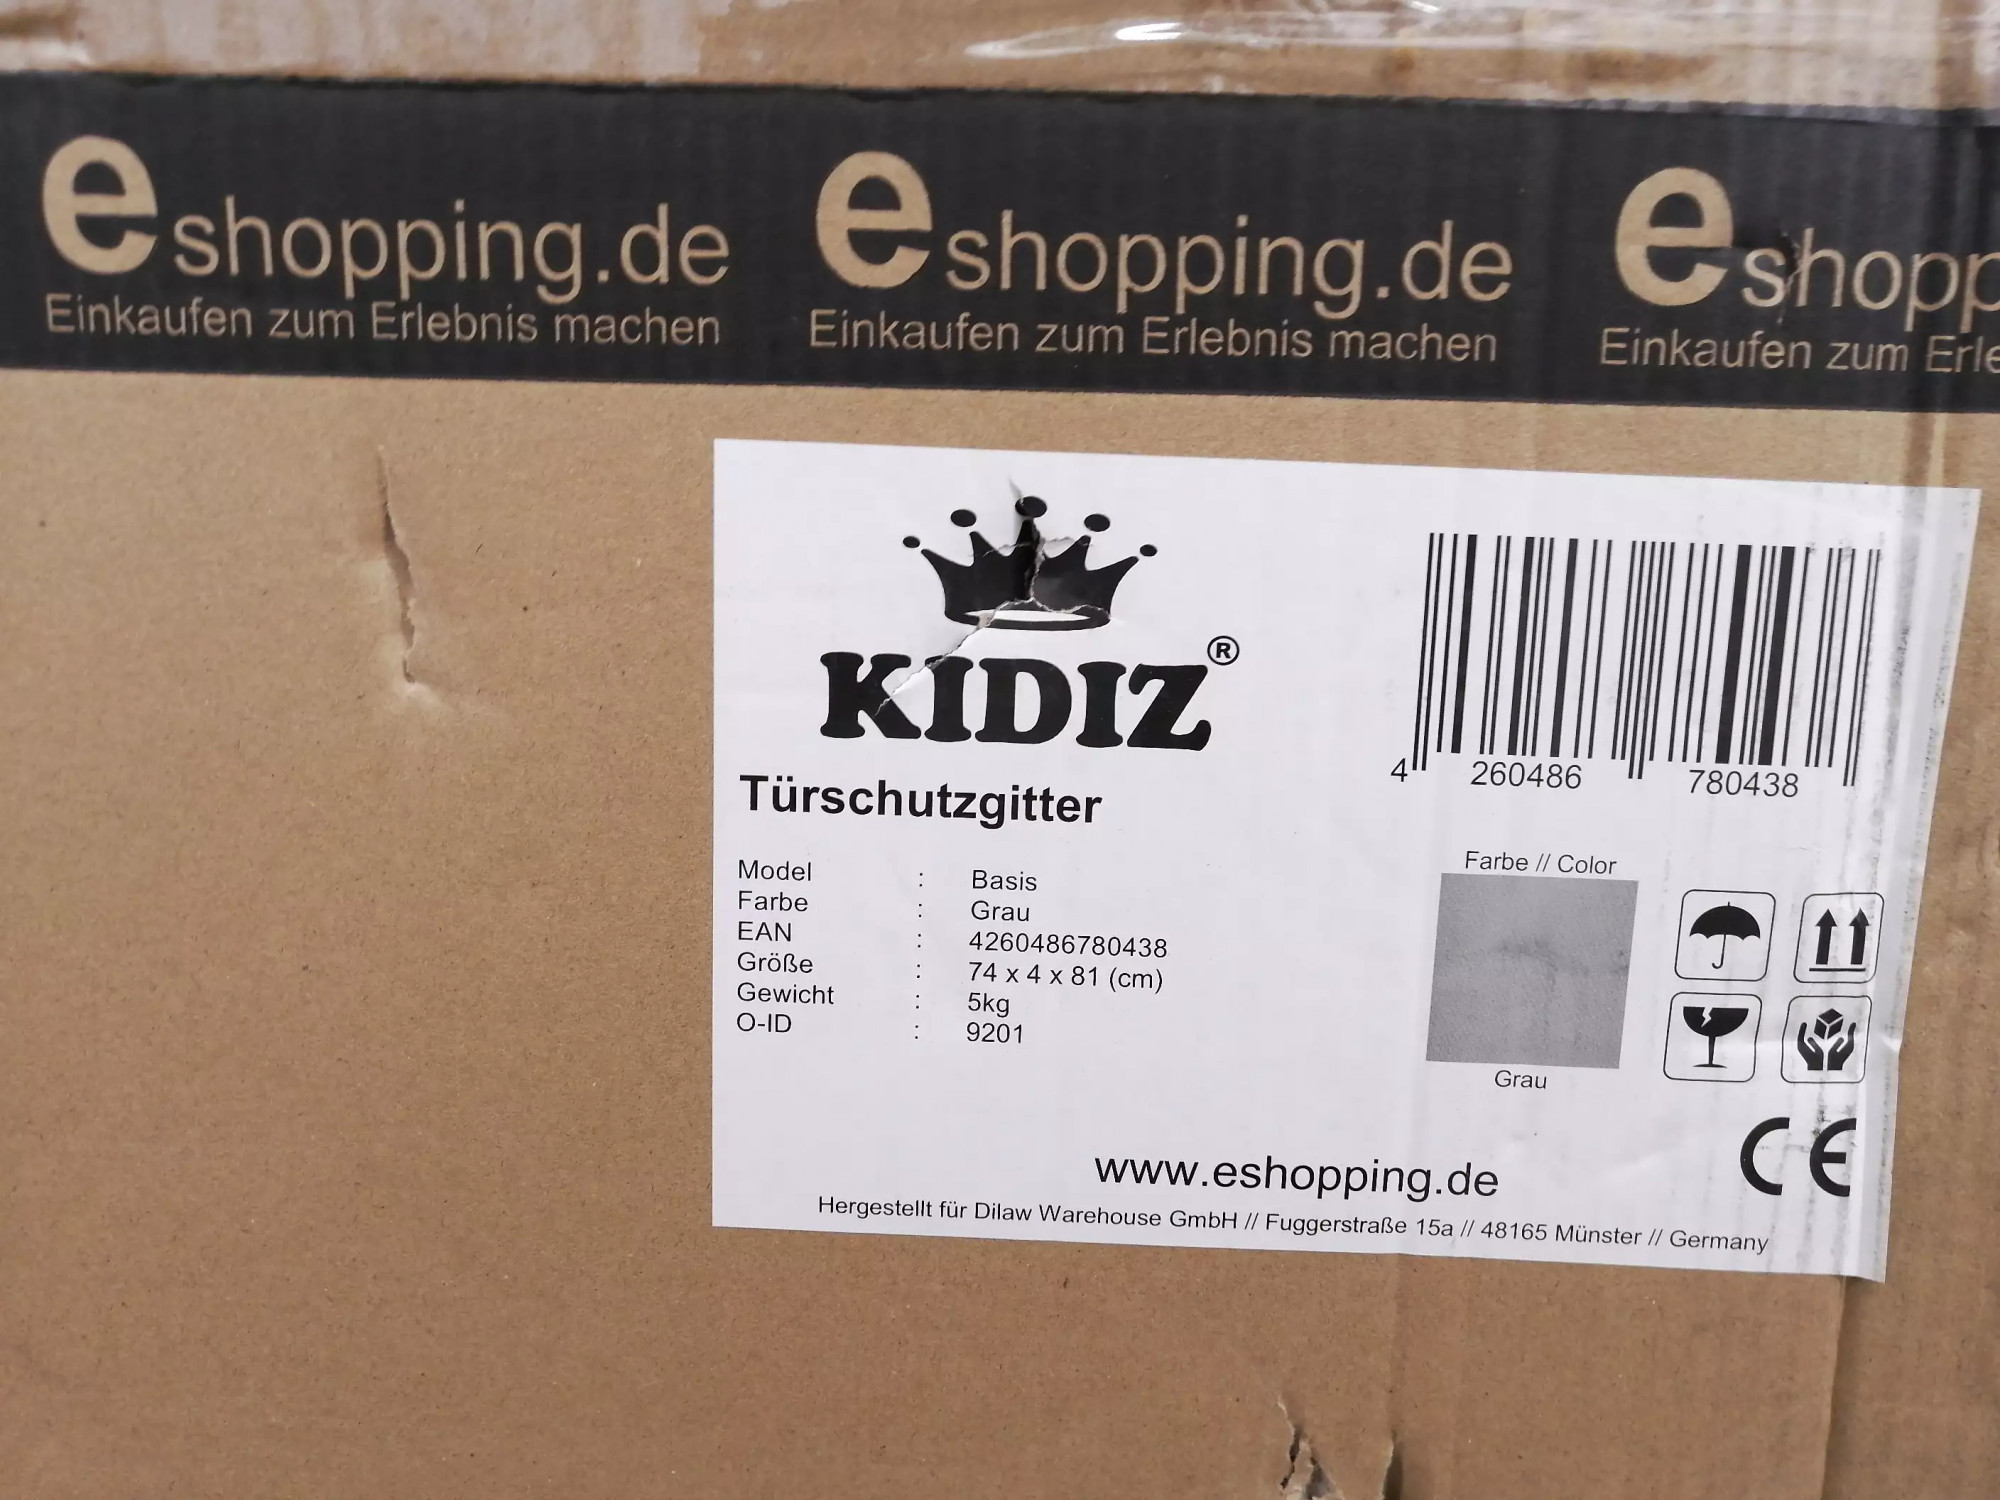 eshopping.de eshopping.de eshopp
Einkaufen zum Erlebnis machen Einkaufen zum Erlebnis machen Einkaufen zum Erle
KIDIZ®
4 260486 780438
Türschutzgitter
Farbe // Color
Model : Basis
Farbe : Grau
EAN : 4260486780438
Größe : 74 x 4 x 81 (cm)
Gewicht : 5kg
O-ID : 9201
Grau
CE
www.eshopping.de
Hergestellt für Dilaw Warehouse GmbH // Fuggerstraße 15a // 48165 Münster // Germany